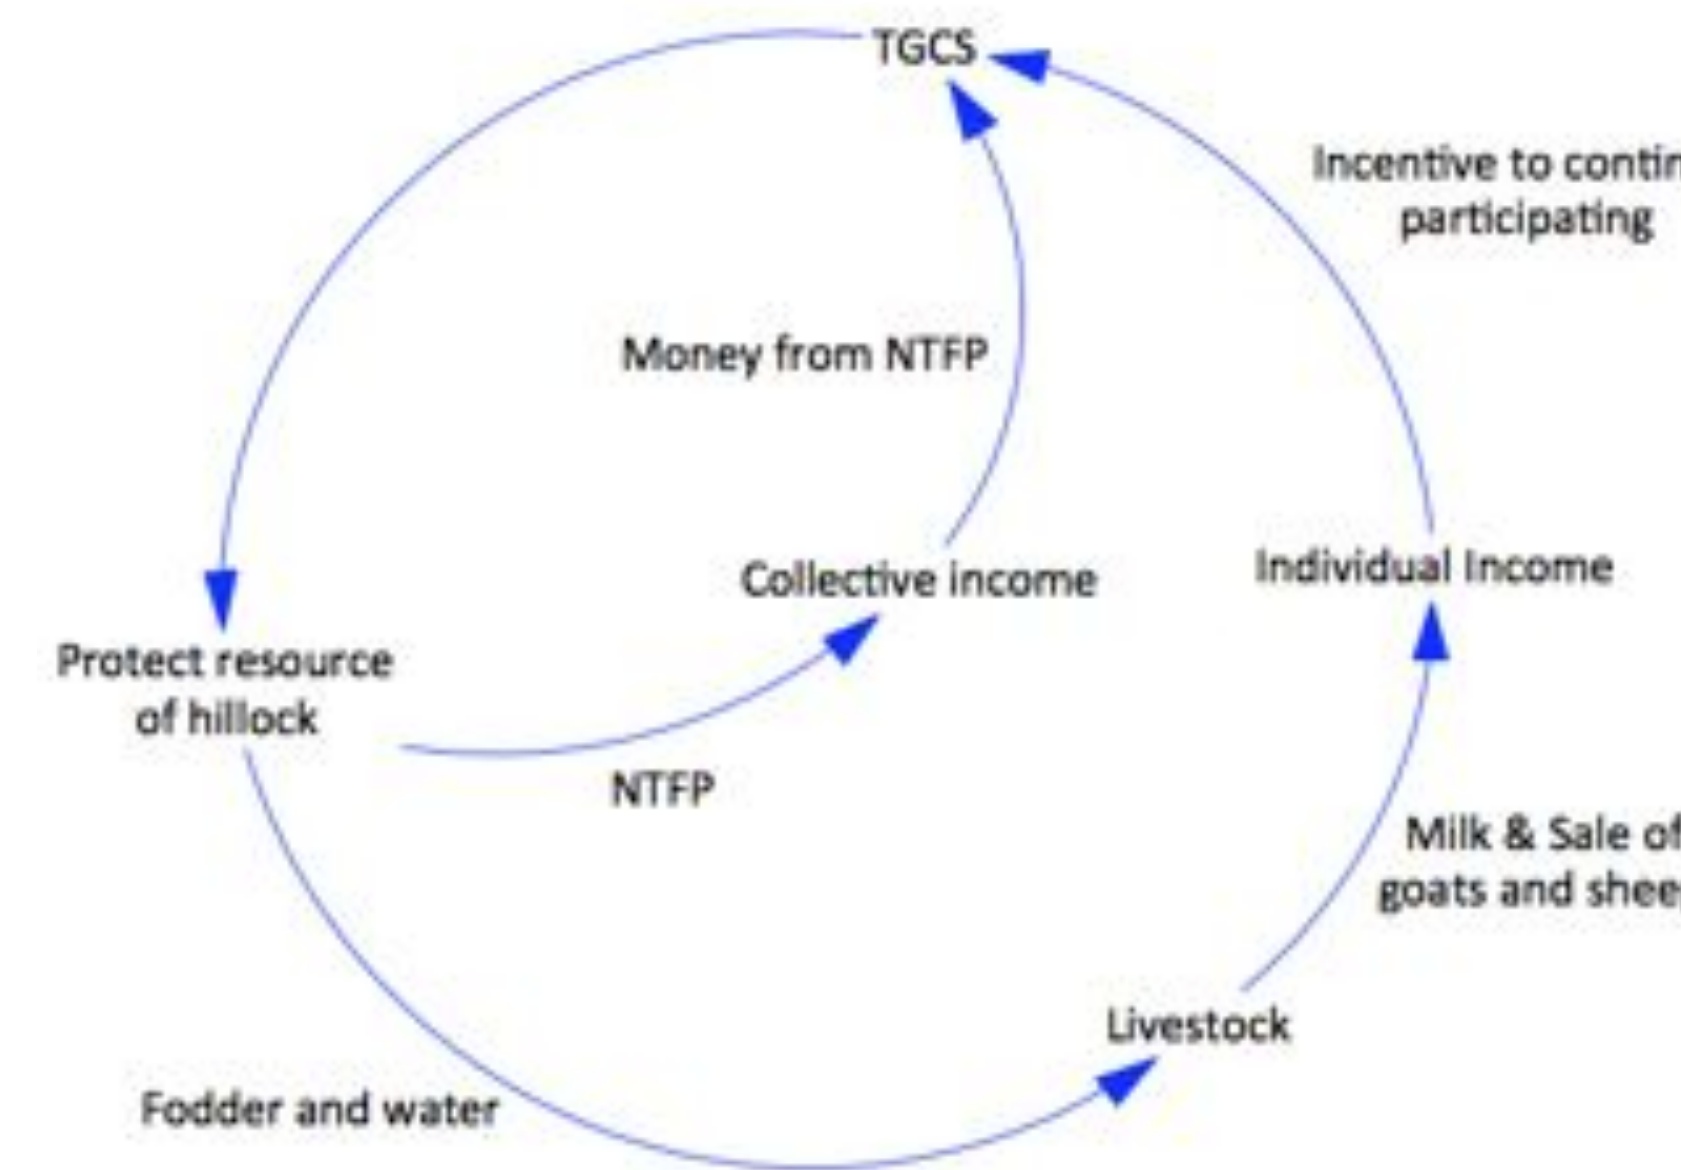 TGCS
Incentive to contin
participating
Money from NTFP
Collective income
Individual Income
Protect resource
of hillock
NTFP
Milk & Sale of
goats and shee
Livestock
Fodder and water